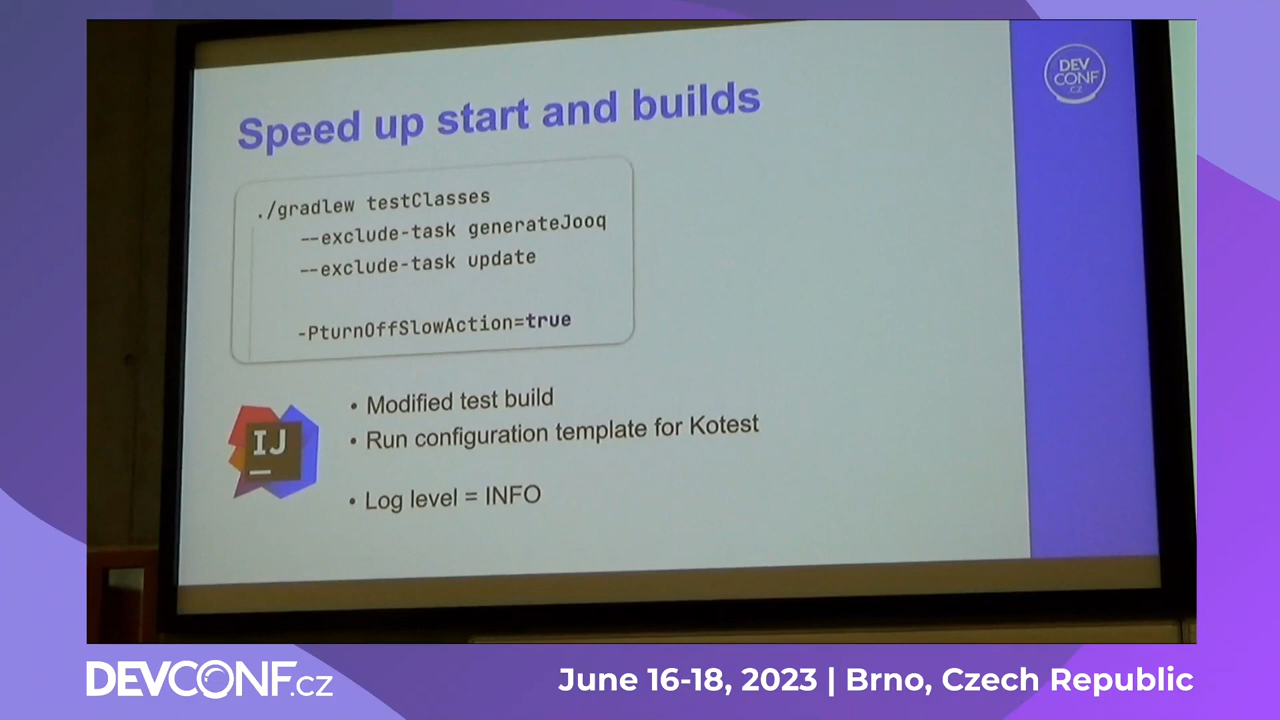 Speed up start and builds
DEV
CONF
.CZ
./gradlew testClasses
--exclude-task generateJooq
--exclude-task update
-PturnOffSlowAction=true
IJ
• Modified test build
• Run configuration template for Kotest
• Log level = INFO
DEVCONF.cz
June 16-18, 2023 | Brno, Czech Republic